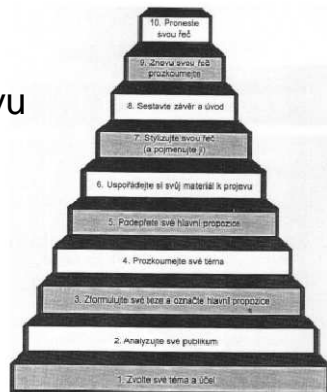 10. Proneste
svou řeč
9. Znovu svou řeč
prozkoumejte
vu
8. Sestavte závěr a úvod
7. Stylizujte svou řeč
(a pojmenujte ji)
6. Uspořádejte si svůj materiál k projevu
5. Podepřete své hlavní propozice
4. Prozkoumejte své téma
3. Zformulujte své teze a označte hlavní propozice
2. Analyzujte své publikum
1. Zvolte své téma a účel